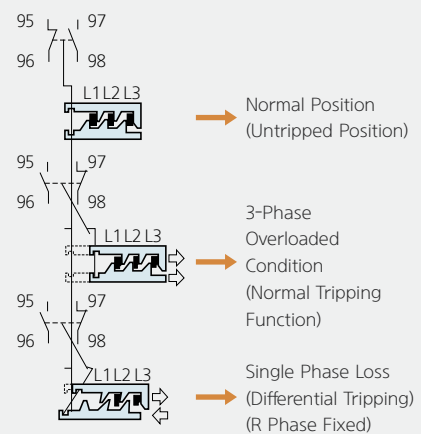 95 97
96 98
L1 L2 L3
Normal Position
(Untripped Position)
95 97
96 98
L1 L2 L3
3-Phase
Overloaded
Condition
(Normal Tripping
Function)
95 97
96 98
L1 L2 L3
Single Phase Loss
(Differential Tripping)
(R Phase Fixed)